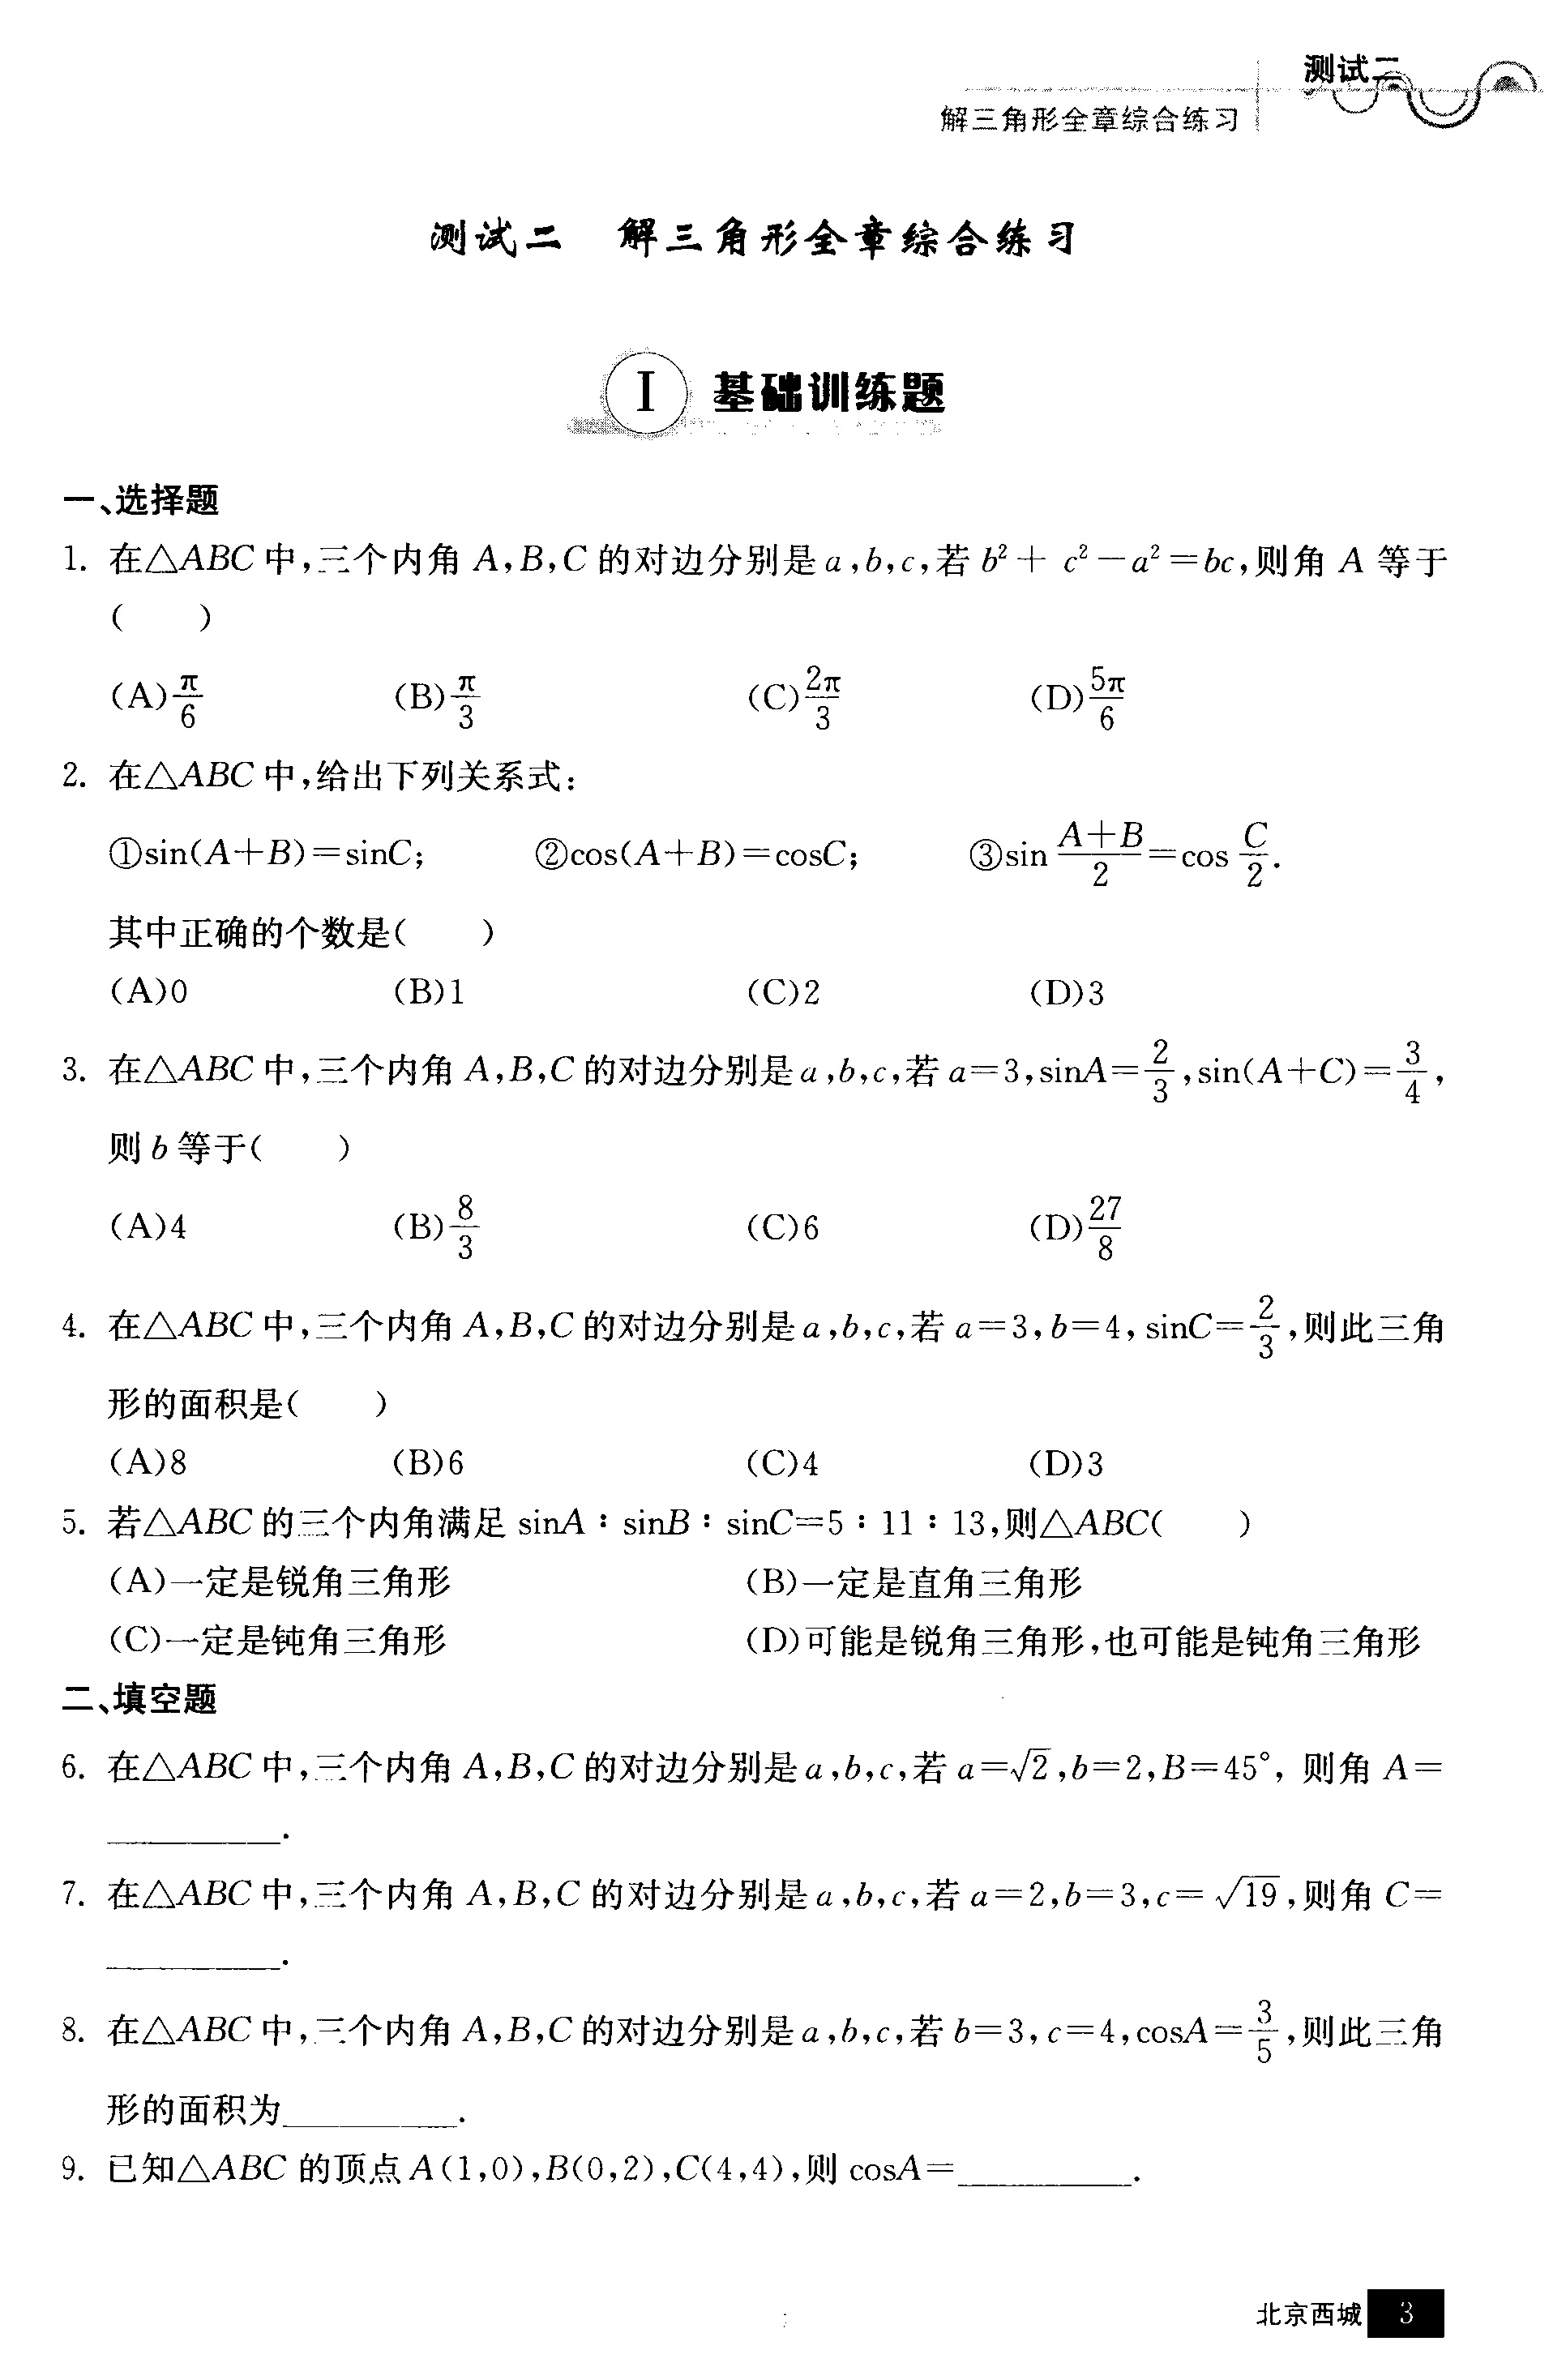 测试二
解三角形全章综合练习
测试二 解三角形全章综合练习
Ⅰ 基础训练题
一、选择题
1. 在△ABC中,三个内角A,B,C的对边分别是a,b,c,若b²+ c²-a²=bc,则角A等于
( )
(A)π/6 (B)π/3 (C)2π/3 (D)5π/6
2. 在△ABC中,给出下列关系式:
①sin(A+B)=sinC; ②cos(A+B)=cosC; ③sin (A+B)/2=cos C/2.
其中正确的个数是( )
(A)0 (B)1 (C)2 (D)3
3. 在△ABC中,三个内角A,B,C的对边分别是a,b,c,若a=3,sinA=2/3,sin(A+C)=3/4,
则b等于( )
(A)4 (B)8/3 (C)6 (D)27/8
4. 在△ABC中,三个内角A,B,C的对边分别是a,b,c,若a=3,b=4,sinC=2/3,则此三角
形的面积是( )
(A)8 (B)6 (C)4 (D)3
5. 若△ABC的三个内角满足sinA∶sinB∶sinC=5∶11∶13,则△ABC( )
(A)一定是锐角三角形 (B)一定是直角三角形
(C)一定是钝角三角形 (D)可能是锐角三角形,也可能是钝角三角形
二、填空题
6. 在△ABC中,三个内角A,B,C的对边分别是a,b,c,若a=√2,b=2,B=45°, 则角A=
________.
7. 在△ABC中,三个内角A,B,C的对边分别是a,b,c,若a=2,b=3,c=√19,则角C=
________.
8. 在△ABC中,三个内角A,B,C的对边分别是a,b,c,若b=3,c=4,cosA=3/5,则此三角
形的面积为________.
9. 已知△ABC的顶点A(1,0),B(0,2),C(4,4),则cosA=________.
北京西城 3